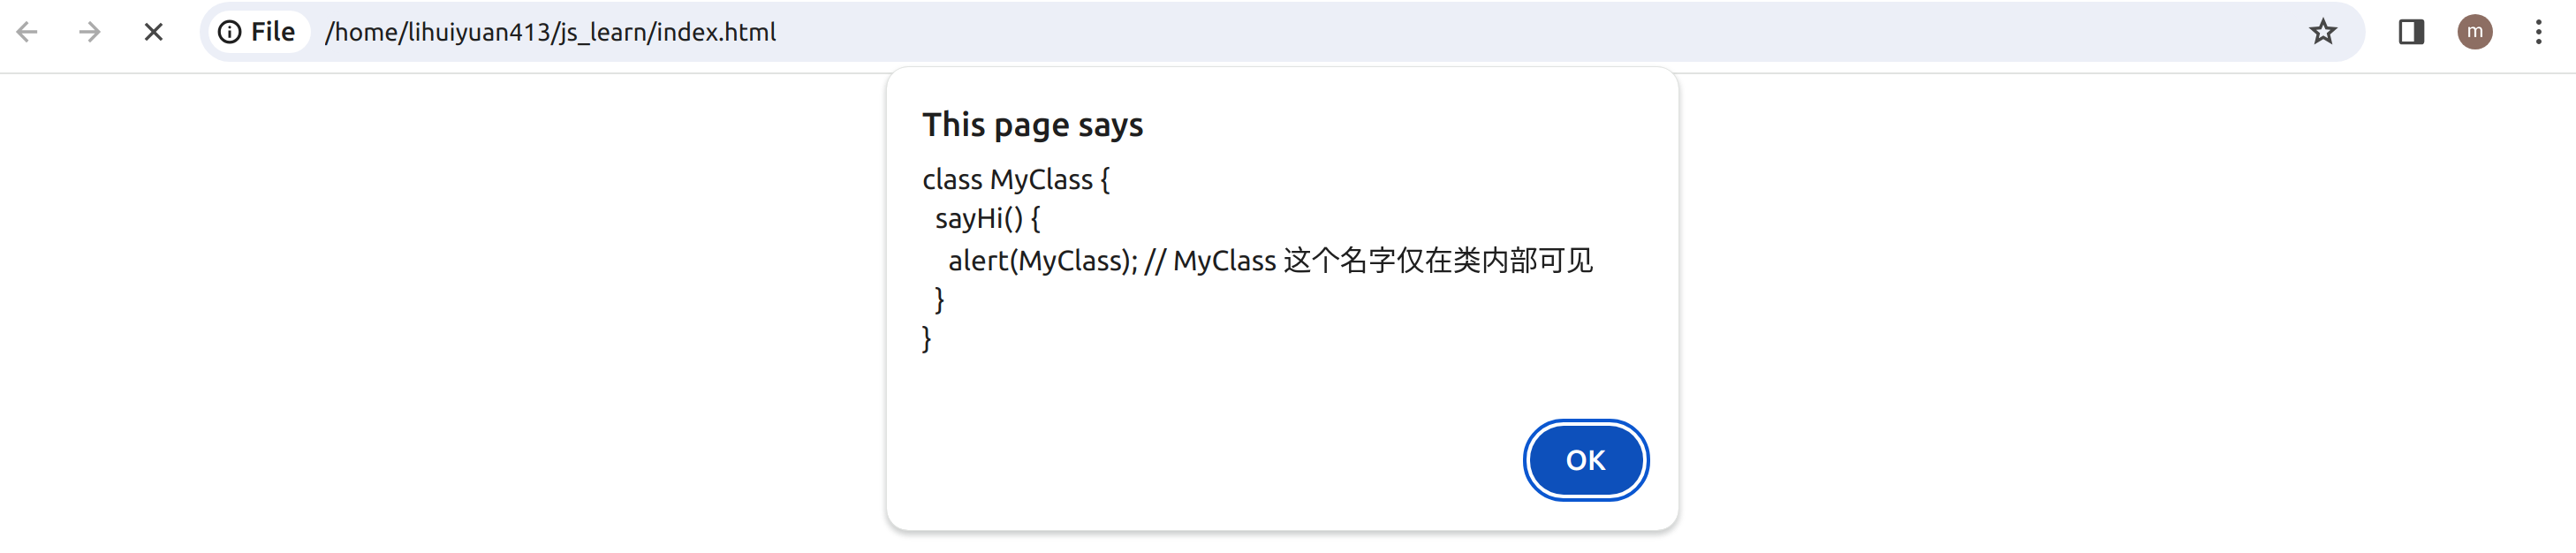 File /home/lihuiyuan413/js_learn/index.html
m
This page says
class MyClass {
  sayHi() {
    alert(MyClass); // MyClass 这个名字仅在类内部可见
  }
}
OK